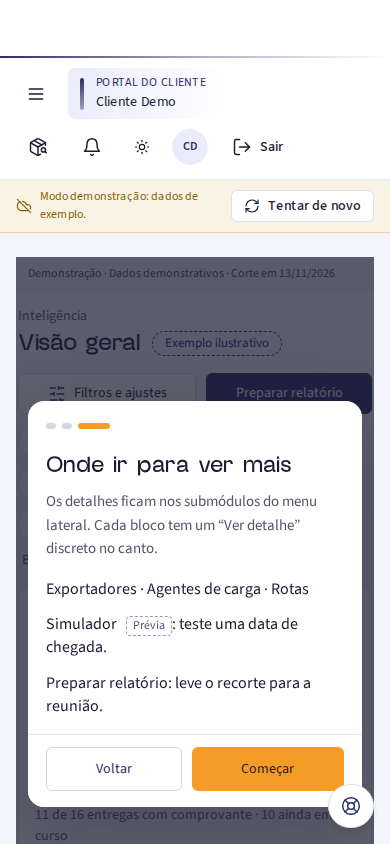 PORTAL DO CLIENTE
Cliente Demo
CD
Sair
Modo demonstração: dados de
exemplo.
Tentar de novo
Demonstração · Dados demonstrativos · Corte em 13/11/2026
Inteligência
Visão geral
Exemplo ilustrativo
Filtros e ajustes
Preparar relatório
Onde ir para ver mais
Os detalhes ficam nos submódulos do menu
lateral. Cada bloco tem um “Ver detalhe”
discreto no canto.
Exportadores · Agentes de carga · Rotas
Simulador Prévia: teste uma data de
chegada.
Preparar relatório: leve o recorte para a
reunião.
Voltar
Começar
11 de 16 entregas com comprovante · 10 ainda em
curso